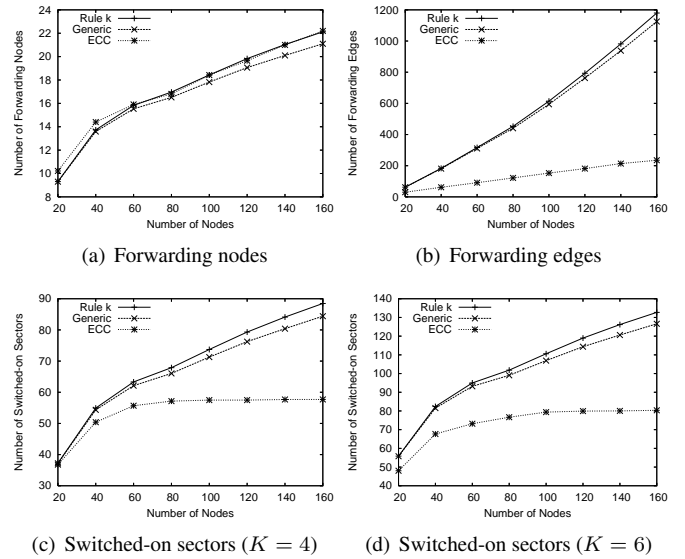 24
22
20
18
16
14
12
10
8
Number of Forwarding Nodes
Rule k
Generic
ECC
20 40 60 80 100 120 140 160
Number of Nodes
(a) Forwarding nodes
1200
1000
800
600
400
200
0
Number of Forwarding Edges
Rule k
Generic
ECC
20 40 60 80 100 120 140 160
Number of Nodes
(b) Forwarding edges
90
80
70
60
50
40
30
Number of Switched-on Sectors
Rule k
Generic
ECC
20 40 60 80 100 120 140 160
Number of Nodes
(c) Switched-on sectors (K = 4)
140
130
120
110
100
90
80
70
60
50
40
Number of Switched-on Sectors
Rule k
Generic
ECC
20 40 60 80 100 120 140 160
Number of Nodes
(d) Switched-on sectors (K = 6)